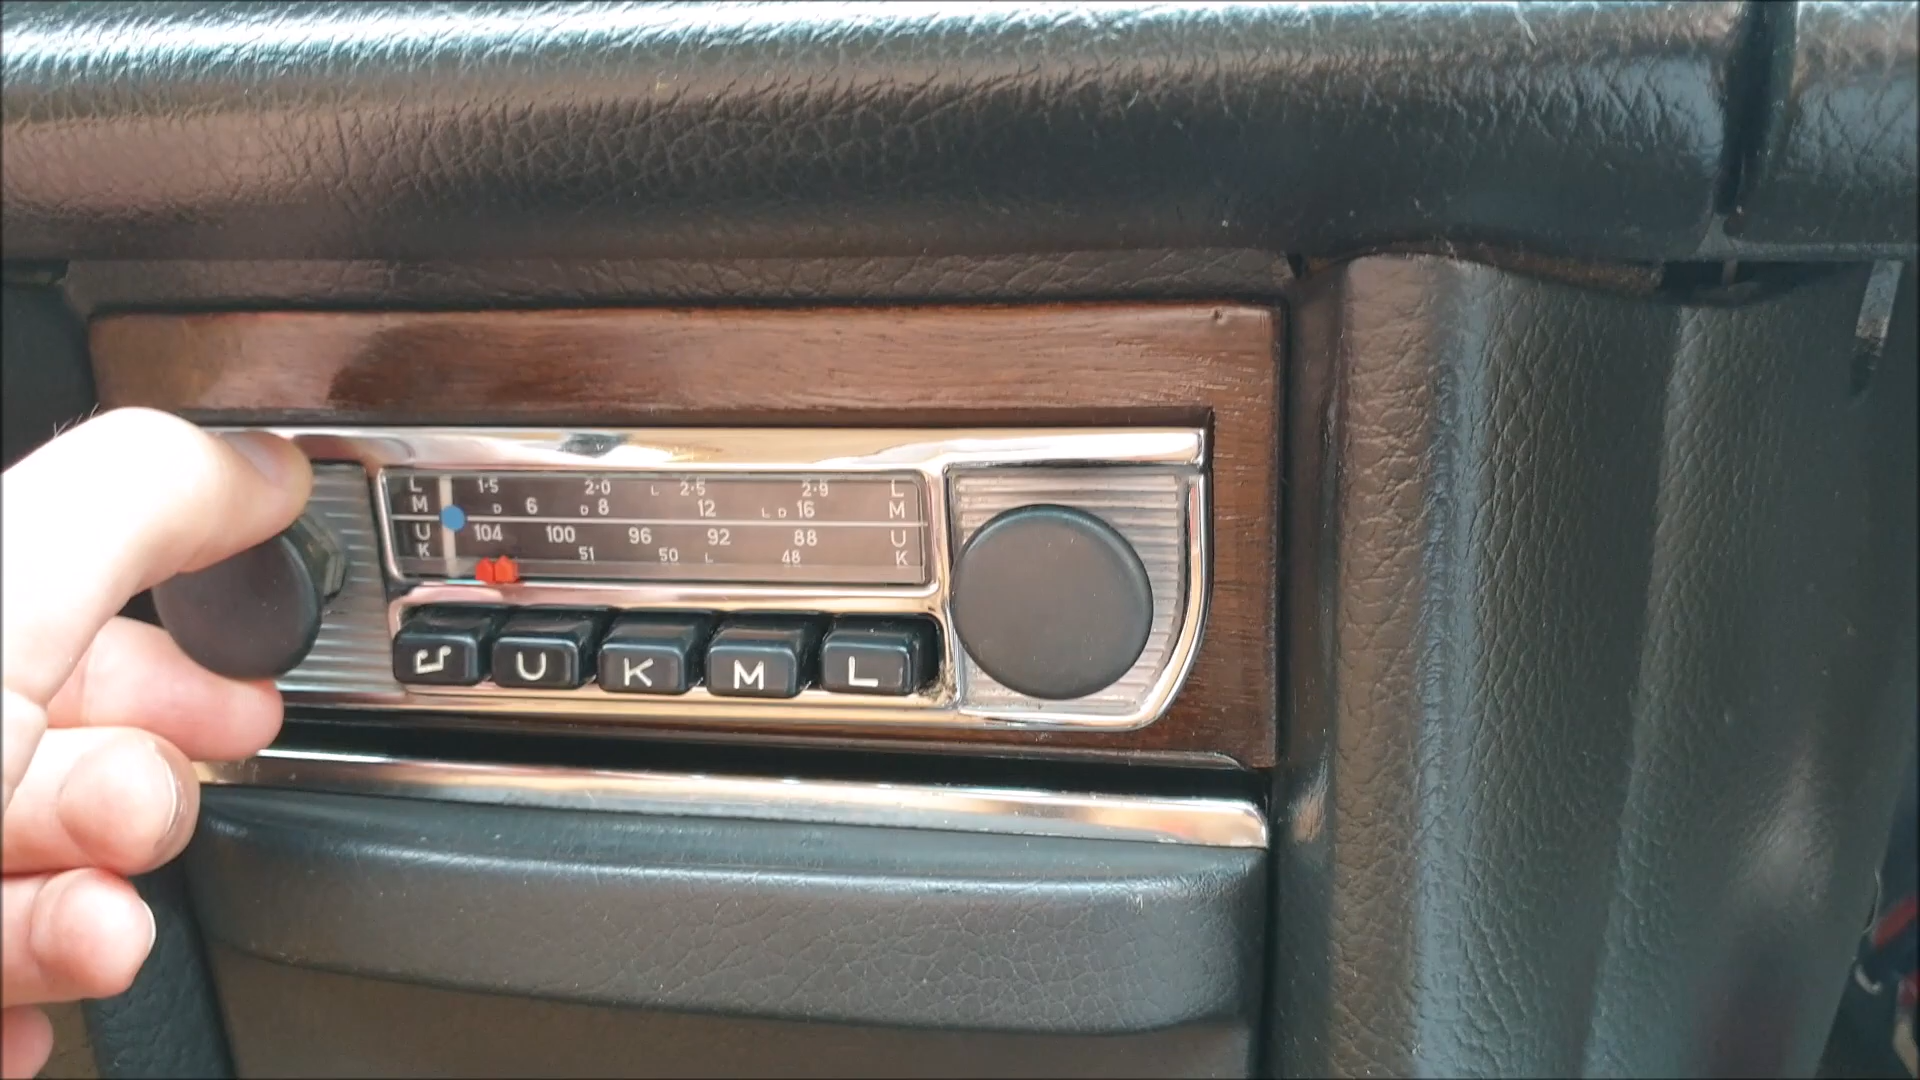 L 1·5 2·0 L 2·5 2·9 L
M D 6 D 8 12 L D 16 M
U 104 100 96 92 88 U
K 51 50 L 48 K
U K M L